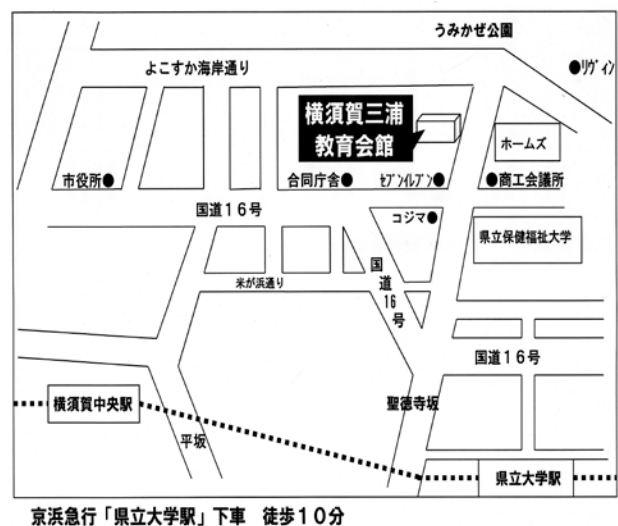 うみかぜ公園
よこすか海岸通り
●リヴィン
横須賀三浦
教育会館
ホームズ
市役所●
合同庁舎●
セブンイレブン●
●商工会議所
国道16号
コジマ●
県立保健福祉大学
国道16号
米が浜通り
国道16号
聖徳寺坂
横須賀中央駅
平坂
県立大学駅
京浜急行「県立大学駅」下車　徒歩10分